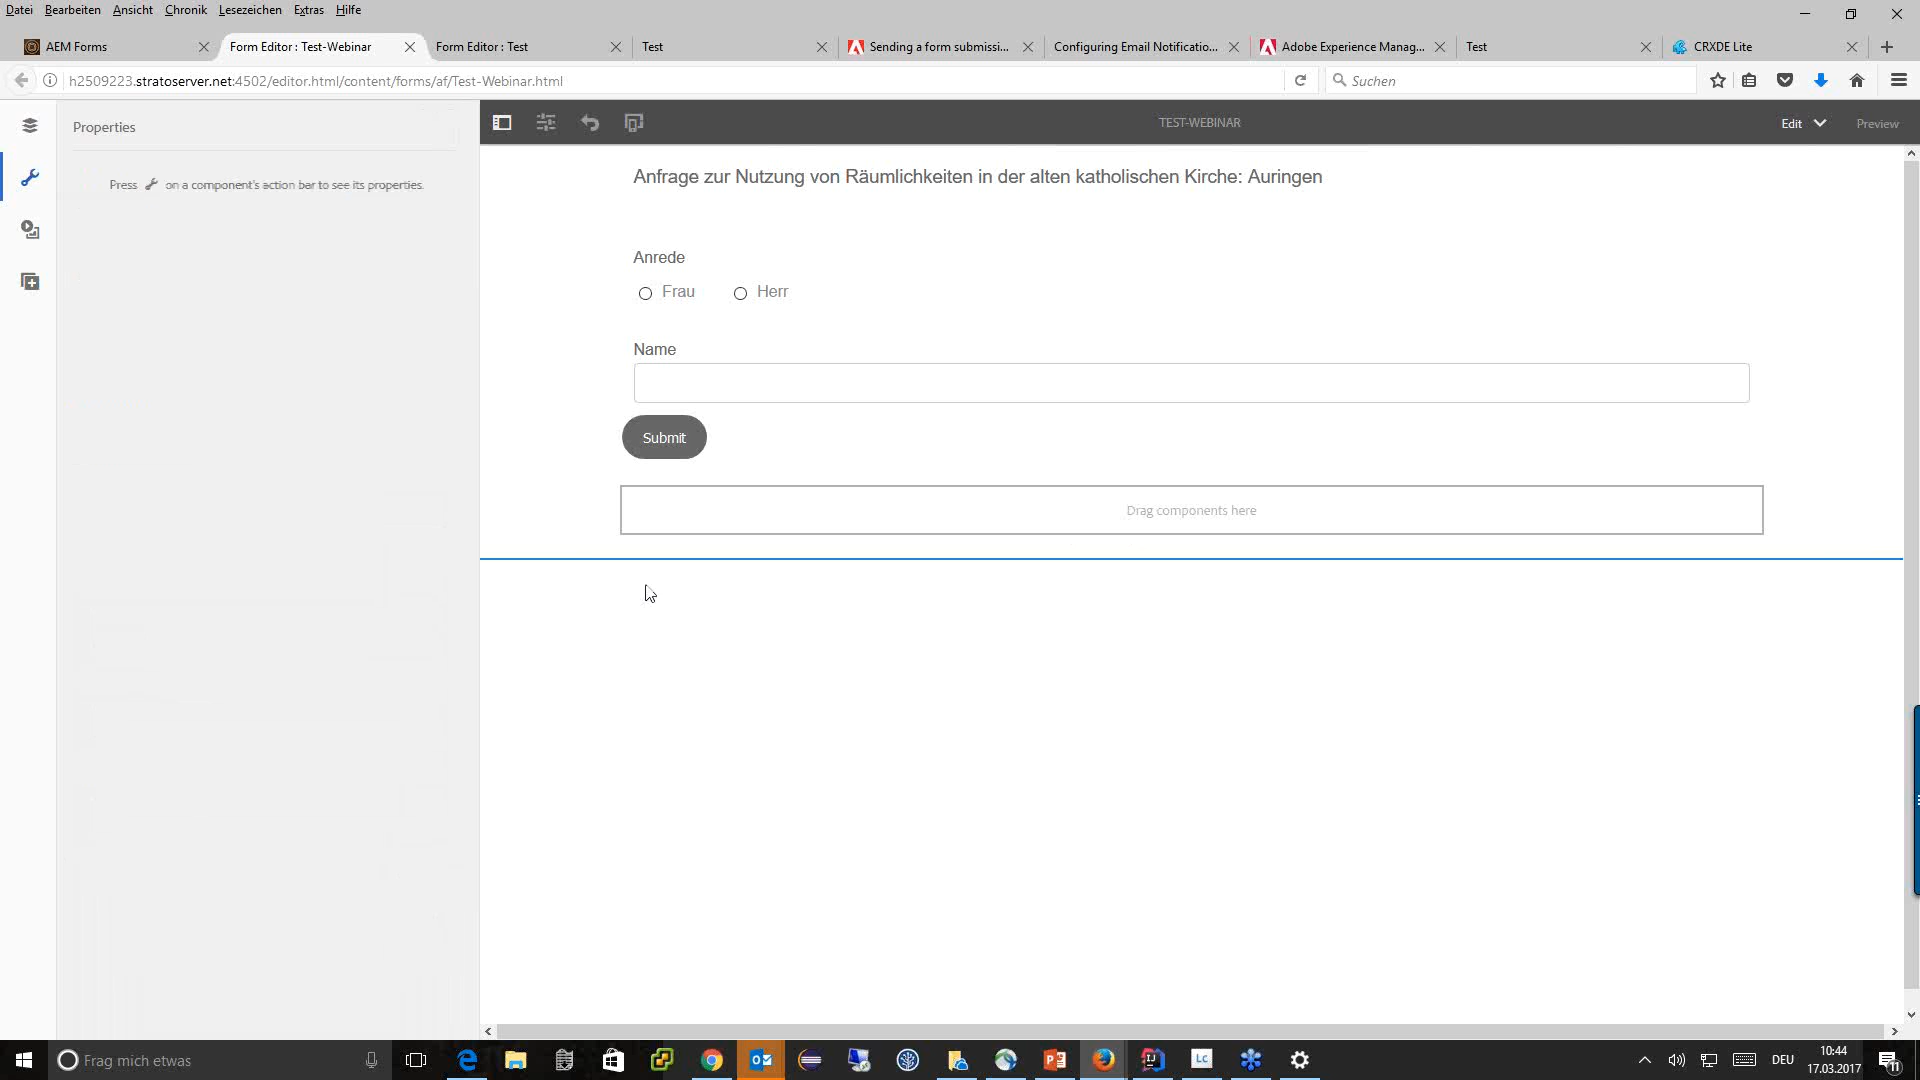 Datei Bearbeiten Ansicht Chronik Lesezeichen Extras Hilfe
AEM Forms Form Editor : Test-Webinar Form Editor : Test Test Sending a form submissi... Configuring Email Notificatio... Adobe Experience Manag... Test CRXDE Lite
h2509223.stratoserver.net:4502/editor.html/content/forms/af/Test-Webinar.html Suchen
Properties
TEST-WEBINAR
Edit Preview
Press on a component's action bar to see its properties.
Anfrage zur Nutzung von Räumlichkeiten in der alten katholischen Kirche: Auringen
Anrede
Frau Herr
Name
Submit
Drag components here
Frag mich etwas
LC
DEU
10:44
17.03.2017
11